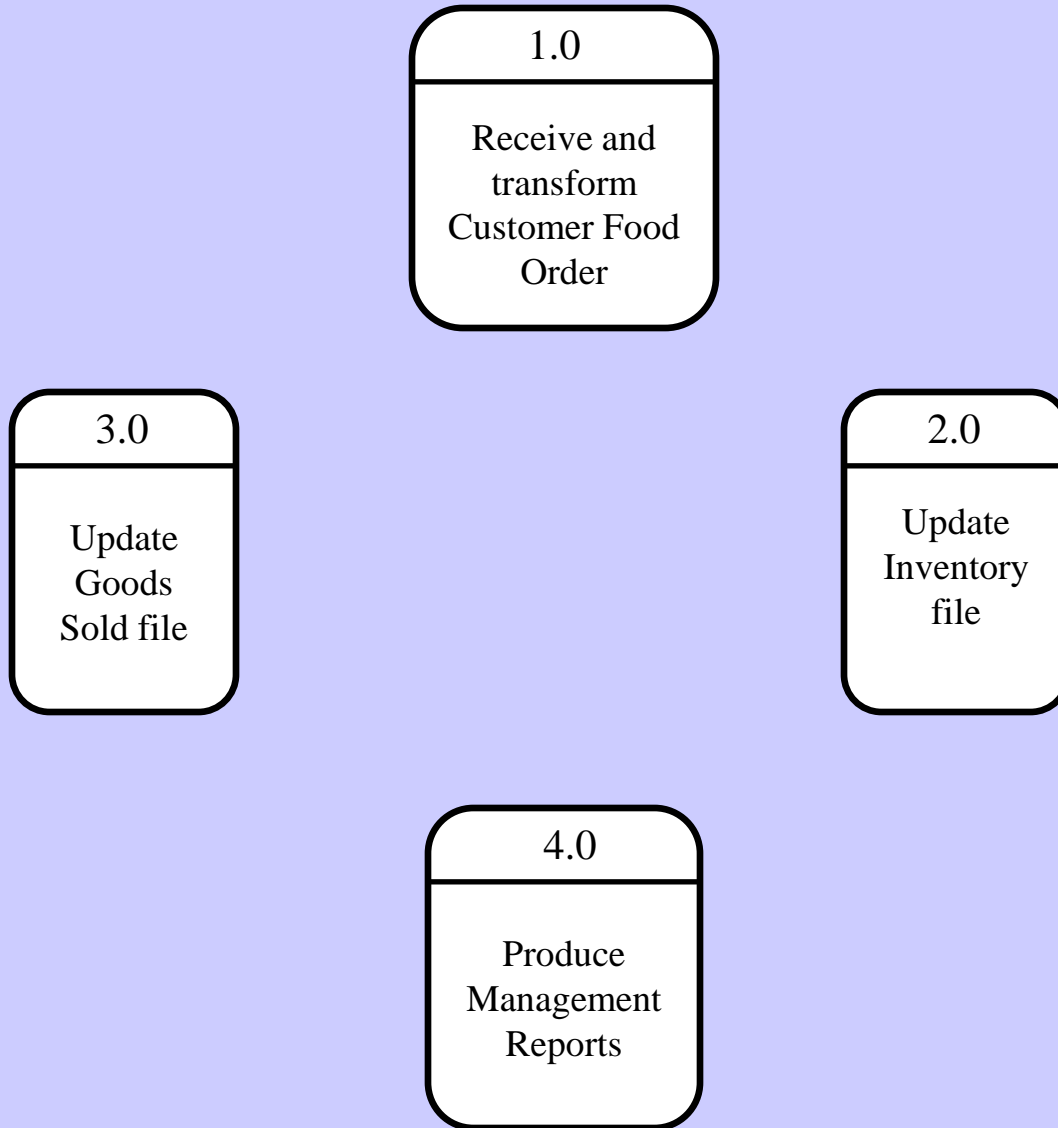 1.0
Receive and
transform
Customer Food
Order
3.0
Update
Goods
Sold file
2.0
Update
Inventory
file
4.0
Produce
Management
Reports